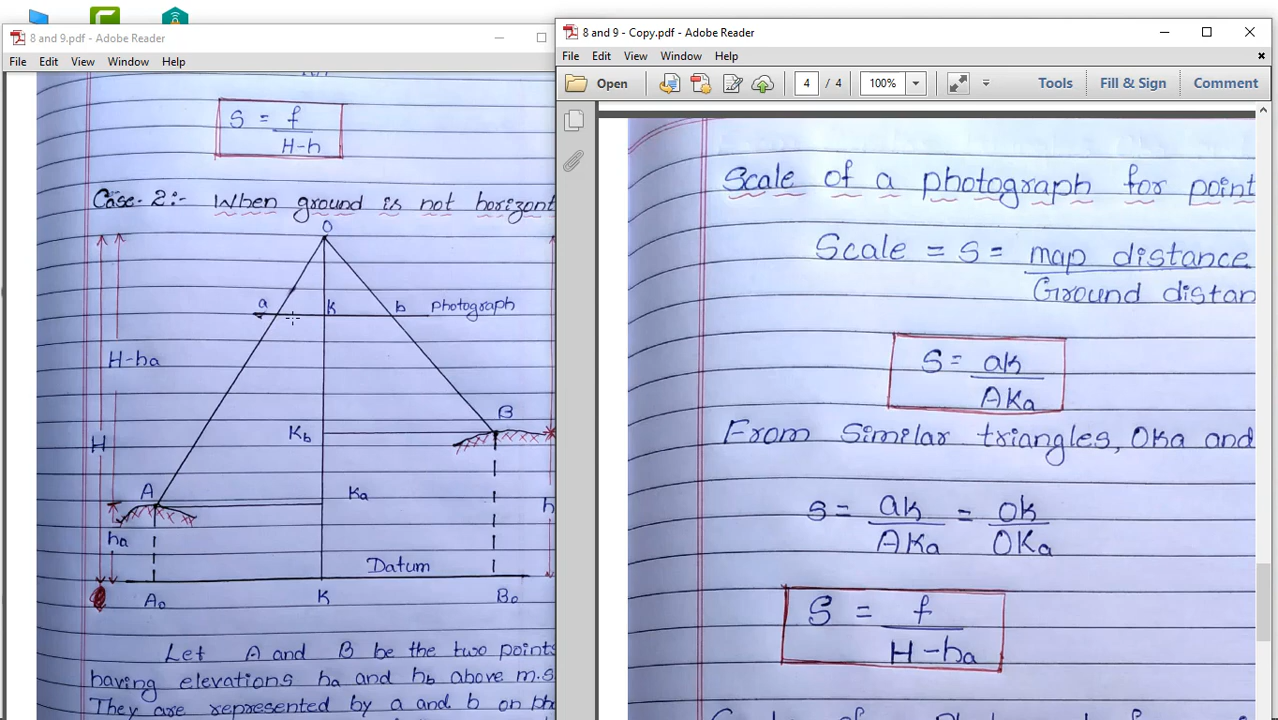 8 and 9.pdf - Adobe Reader
File Edit View Window Help
S = f
H-h
Case-2:- When ground is not horizont
O
a k b photograph
H-ha
B
Kb
H
A Ka
h
ha
Datum
A₀ K B₀
Let A and B be the two points
having elevations ha and hb above m.s
They are represented by a and b on ph
8 and 9 - Copy.pdf - Adobe Reader
File Edit View Window Help
Open 4 / 4 100% Tools Fill & Sign Comment
Scale of a photograph for point
Scale = S = map distance
Ground distan
S = ak
AKa
From similar triangles, OKa and
S = ak = ok
AKa OKa
S = f
H-ha